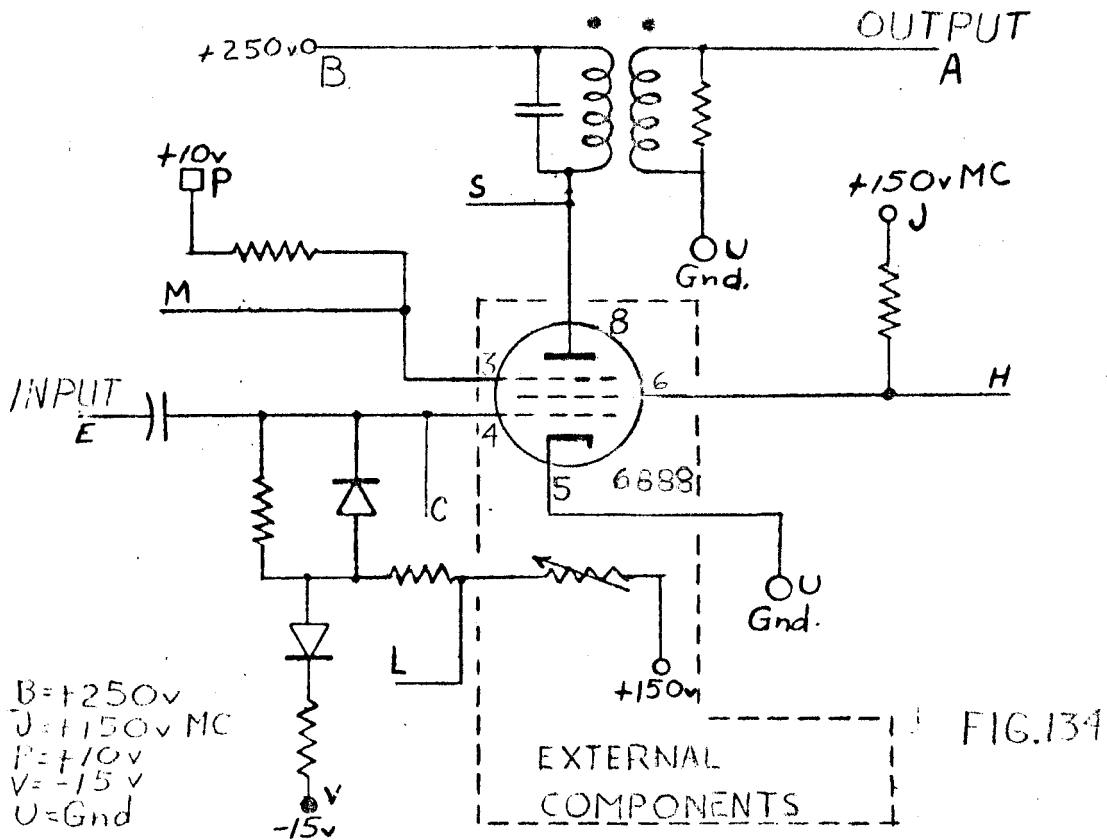 OUTPUT
+250v
B
A
+10v
P
S
+150v MC
J
U
Gnd.
M
8
3
6
H
INPUT
E
4
C
5
6888
U
Gnd.
L
+150v
B=+250v
J=+150v MC
P=+10v
V=-15v
U=Gnd
V
-15v
EXTERNAL
COMPONENTS
FIG.134